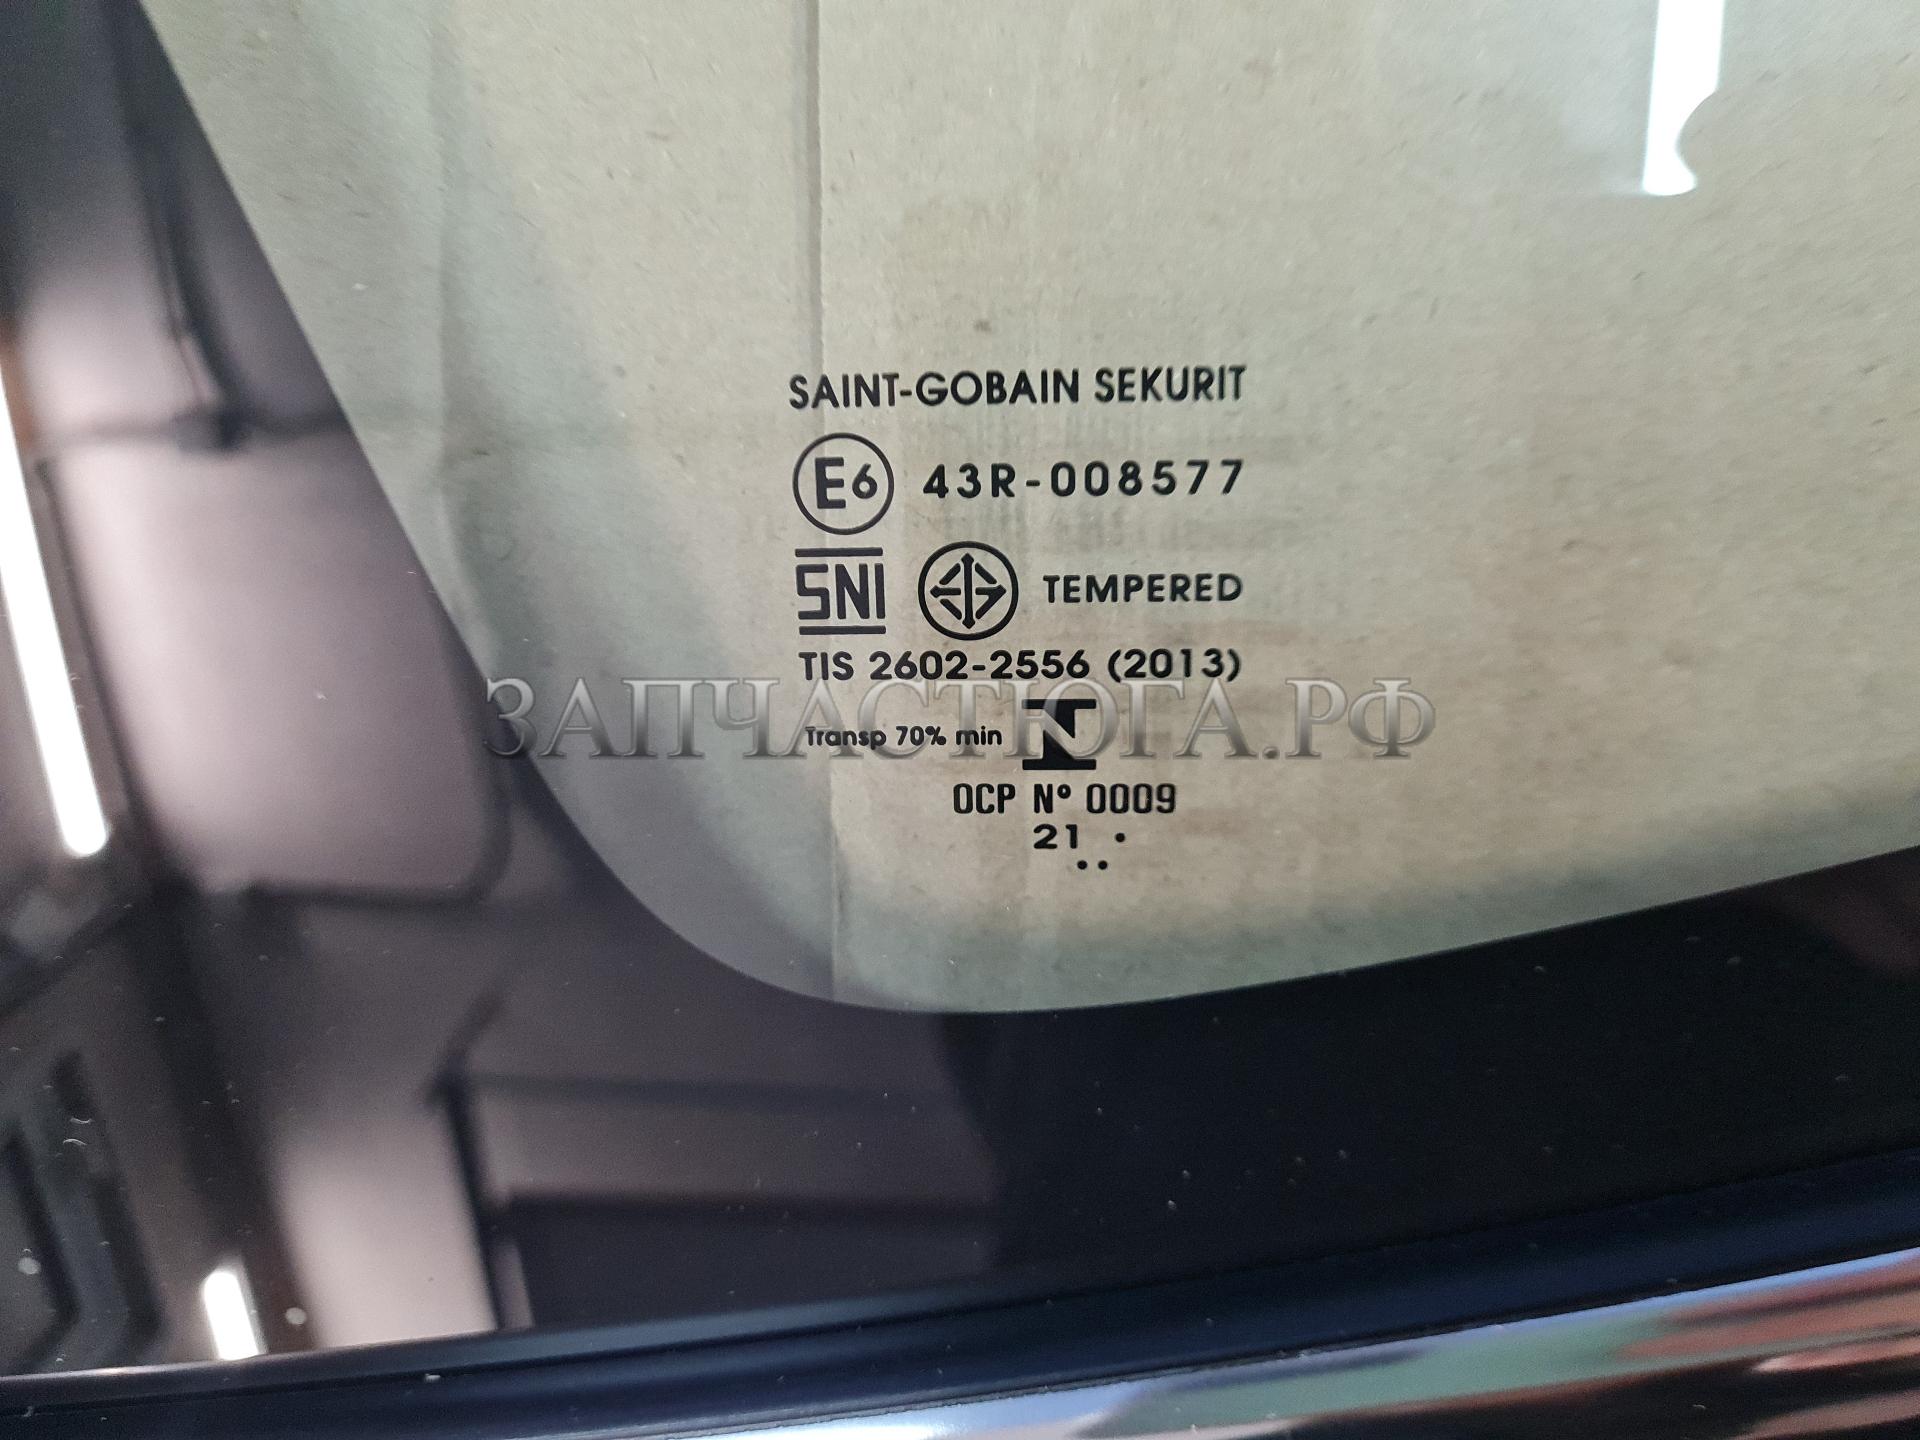 SAINT-GOBAIN SEKURIT
E6 43R-008577
SNI TEMPERED
TIS 2602-2556 (2013)
ЗАПЧАСТЮГА.РФ
Transp 70% min
OCP Nº 0009
21